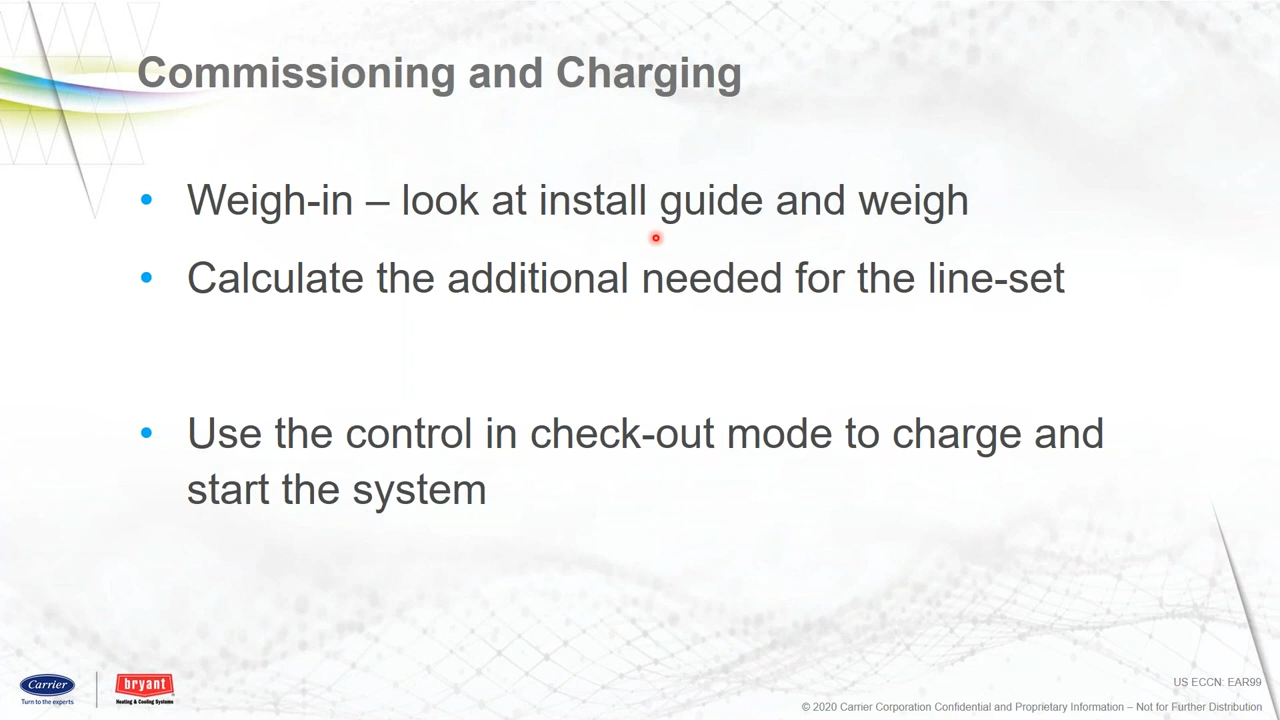 Commissioning and Charging
• Weigh-in – look at install guide and weigh
• Calculate the additional needed for the line-set
• Use the control in check-out mode to charge and
start the system
Carrier
Turn to the experts
bryant
Heating & Cooling Systems
US ECCN: EAR99
© 2020 Carrier Corporation Confidential and Proprietary Information – Not for Further Distribution